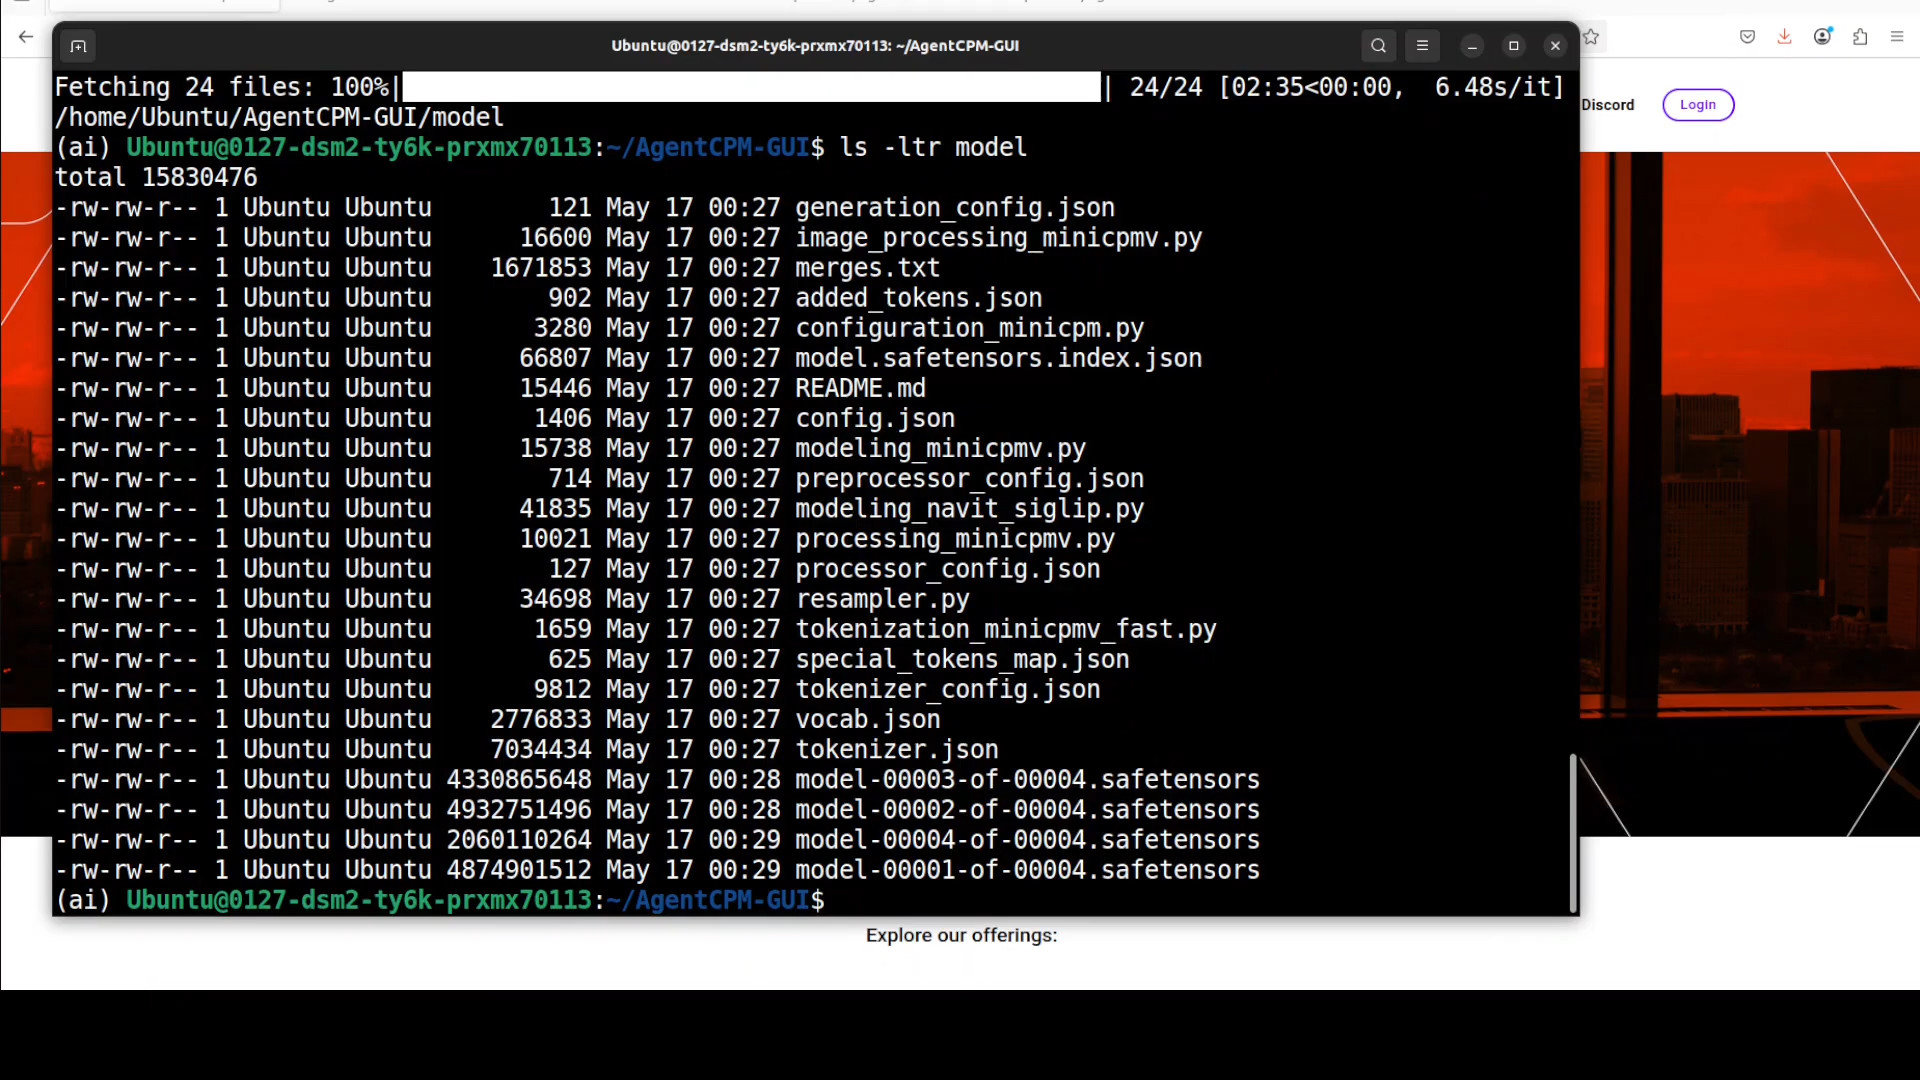 Ubuntu@0127-dsm2-ty6k-prxmx70113: ~/AgentCPM-GUI
Fetching 24 files: 100%| | 24/24 [02:35<00:00, 6.48s/it]
/home/Ubuntu/AgentCPM-GUI/model
(ai) Ubuntu@0127-dsm2-ty6k-prxmx70113:~/AgentCPM-GUI$ ls -ltr model
total 15830476
-rw-rw-r-- 1 Ubuntu Ubuntu 121 May 17 00:27 generation_config.json
-rw-rw-r-- 1 Ubuntu Ubuntu 16600 May 17 00:27 image_processing_minicpmv.py
-rw-rw-r-- 1 Ubuntu Ubuntu 1671853 May 17 00:27 merges.txt
-rw-rw-r-- 1 Ubuntu Ubuntu 902 May 17 00:27 added_tokens.json
-rw-rw-r-- 1 Ubuntu Ubuntu 3280 May 17 00:27 configuration_minicpm.py
-rw-rw-r-- 1 Ubuntu Ubuntu 66807 May 17 00:27 model.safetensors.index.json
-rw-rw-r-- 1 Ubuntu Ubuntu 15446 May 17 00:27 README.md
-rw-rw-r-- 1 Ubuntu Ubuntu 1406 May 17 00:27 config.json
-rw-rw-r-- 1 Ubuntu Ubuntu 15738 May 17 00:27 modeling_minicpmv.py
-rw-rw-r-- 1 Ubuntu Ubuntu 714 May 17 00:27 preprocessor_config.json
-rw-rw-r-- 1 Ubuntu Ubuntu 41835 May 17 00:27 modeling_navit_siglip.py
-rw-rw-r-- 1 Ubuntu Ubuntu 10021 May 17 00:27 processing_minicpmv.py
-rw-rw-r-- 1 Ubuntu Ubuntu 127 May 17 00:27 processor_config.json
-rw-rw-r-- 1 Ubuntu Ubuntu 34698 May 17 00:27 resampler.py
-rw-rw-r-- 1 Ubuntu Ubuntu 1659 May 17 00:27 tokenization_minicpmv_fast.py
-rw-rw-r-- 1 Ubuntu Ubuntu 625 May 17 00:27 special_tokens_map.json
-rw-rw-r-- 1 Ubuntu Ubuntu 9812 May 17 00:27 tokenizer_config.json
-rw-rw-r-- 1 Ubuntu Ubuntu 2776833 May 17 00:27 vocab.json
-rw-rw-r-- 1 Ubuntu Ubuntu 7034434 May 17 00:27 tokenizer.json
-rw-rw-r-- 1 Ubuntu Ubuntu 4330865648 May 17 00:28 model-00003-of-00004.safetensors
-rw-rw-r-- 1 Ubuntu Ubuntu 4932751496 May 17 00:28 model-00002-of-00004.safetensors
-rw-rw-r-- 1 Ubuntu Ubuntu 2060110264 May 17 00:29 model-00004-of-00004.safetensors
-rw-rw-r-- 1 Ubuntu Ubuntu 4874901512 May 17 00:29 model-00001-of-00004.safetensors
(ai) Ubuntu@0127-dsm2-ty6k-prxmx70113:~/AgentCPM-GUI$
Discord
Login
Explore our offerings: